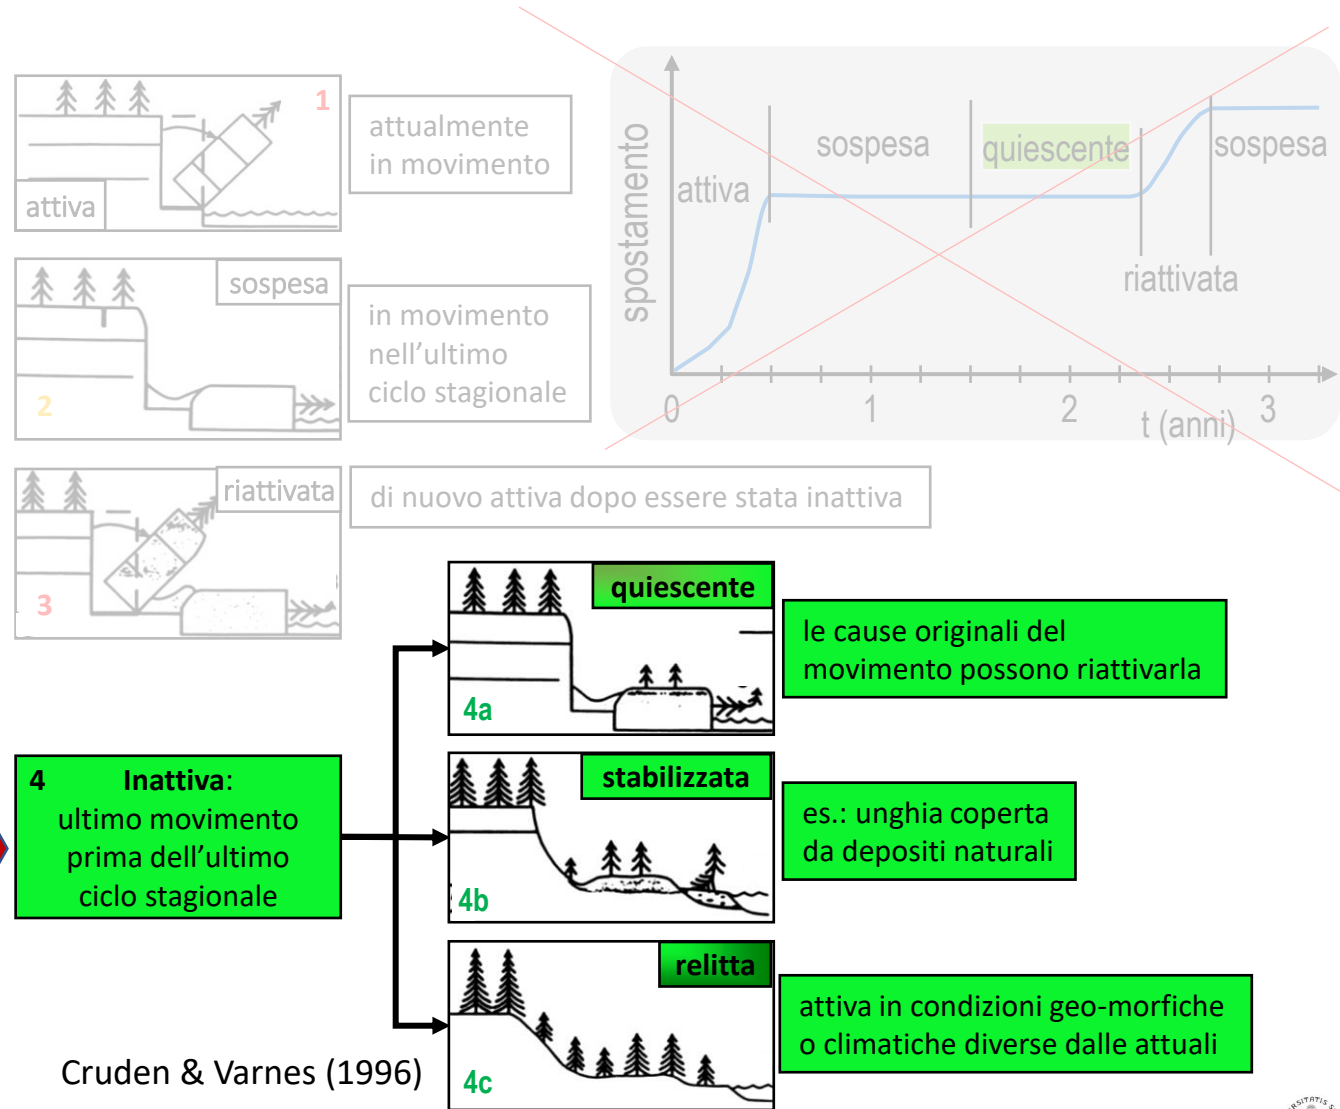 1
attiva
attualmente
in movimento
2
sospesa
in movimento
nell'ultimo
ciclo stagionale
3
riattivata
di nuovo attiva dopo essere stata inattiva
spostamento
attiva
sospesa
quiescente
riattivata
sospesa
0
1
2
3
t (anni)
4 Inattiva:
ultimo movimento
prima dell'ultimo
ciclo stagionale
quiescente
4a
le cause originali del
movimento possono riattivarla
stabilizzata
4b
es.: unghia coperta
da depositi naturali
relitta
4c
attiva in condizioni geo-morfiche
o climatiche diverse dalle attuali
Cruden & Varnes (1996)